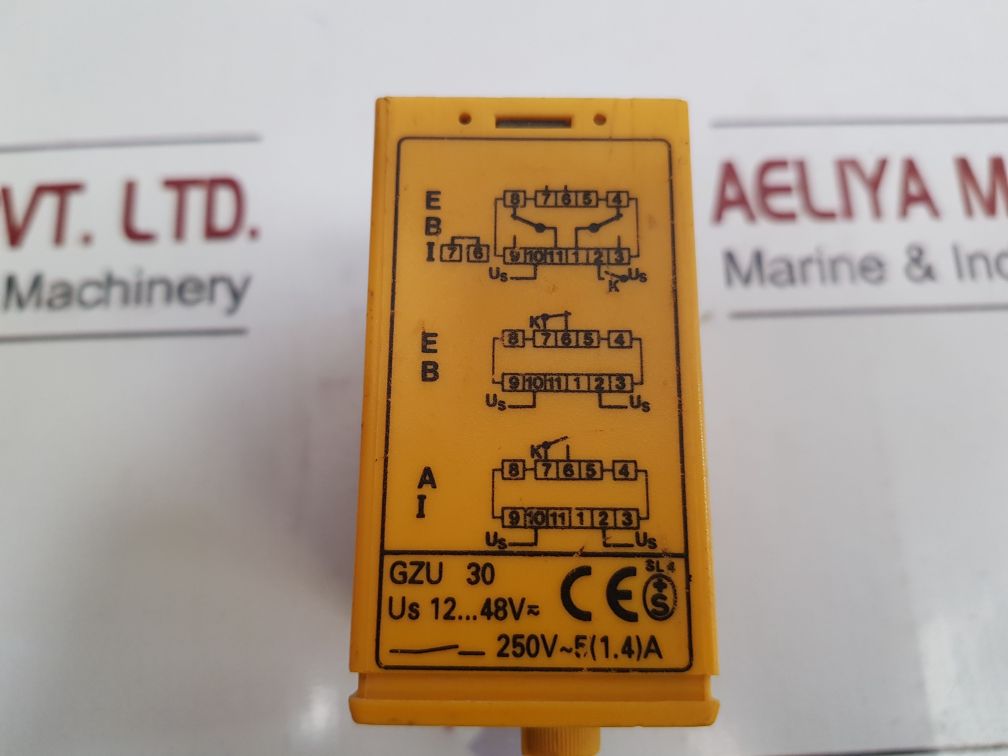 VT. LTD.
Machinery
AELIYA M
Marine & Ind
E
B
I 7 6
8 7 6 5 4
9 10 11 1 2 3
Us K Us
E
B
K
8 7 6 5 4
9 10 11 1 2 3
Us Us
A
I
K
8 7 6 5 4
9 10 11 1 2 3
Us Us
GZU 30
Us 12...48V≂
250V~5(1.4)A
CE
SL 4
+S